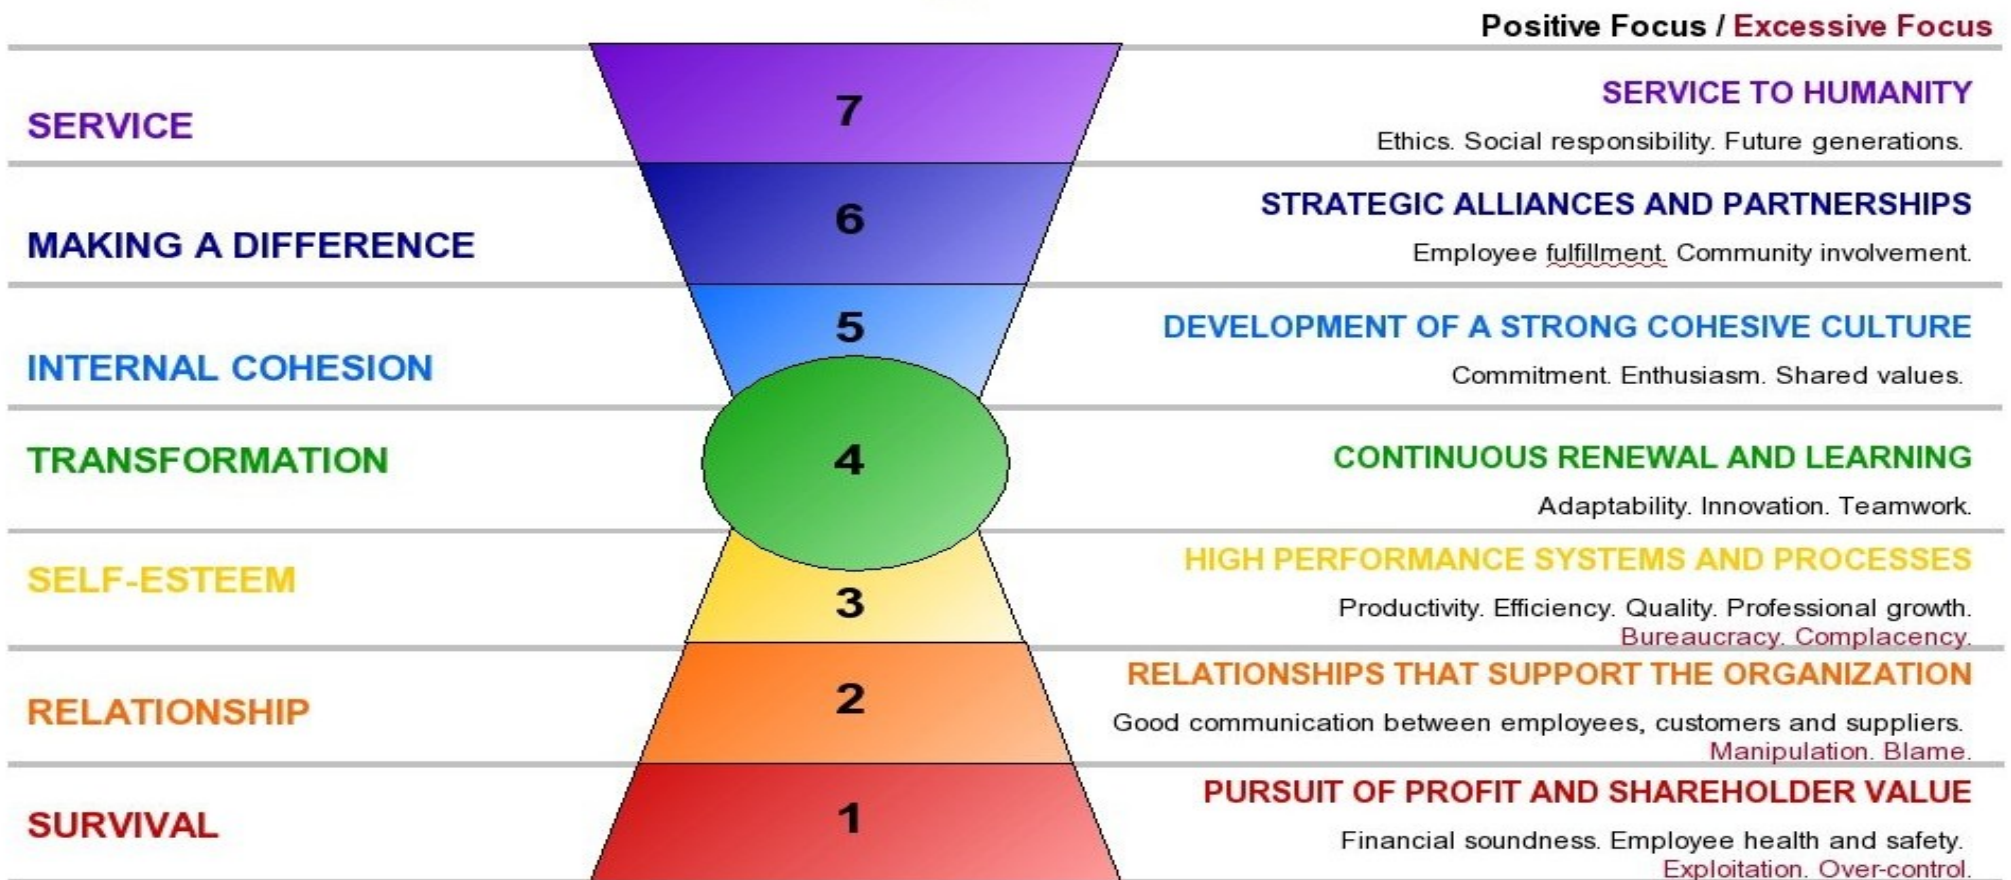 Positive Focus / Excessive Focus
SERVICE
7
SERVICE TO HUMANITY
Ethics. Social responsibility. Future generations.
MAKING A DIFFERENCE
6
STRATEGIC ALLIANCES AND PARTNERSHIPS
Employee fulfillment. Community involvement.
INTERNAL COHESION
5
DEVELOPMENT OF A STRONG COHESIVE CULTURE
Commitment. Enthusiasm. Shared values.
TRANSFORMATION
4
CONTINUOUS RENEWAL AND LEARNING
Adaptability. Innovation. Teamwork.
SELF-ESTEEM
3
HIGH PERFORMANCE SYSTEMS AND PROCESSES
Productivity. Efficiency. Quality. Professional growth.
Bureaucracy. Complacency.
RELATIONSHIP
2
RELATIONSHIPS THAT SUPPORT THE ORGANIZATION
Good communication between employees, customers and suppliers.
Manipulation. Blame.
SURVIVAL
1
PURSUIT OF PROFIT AND SHAREHOLDER VALUE
Financial soundness. Employee health and safety.
Exploitation. Over-control.